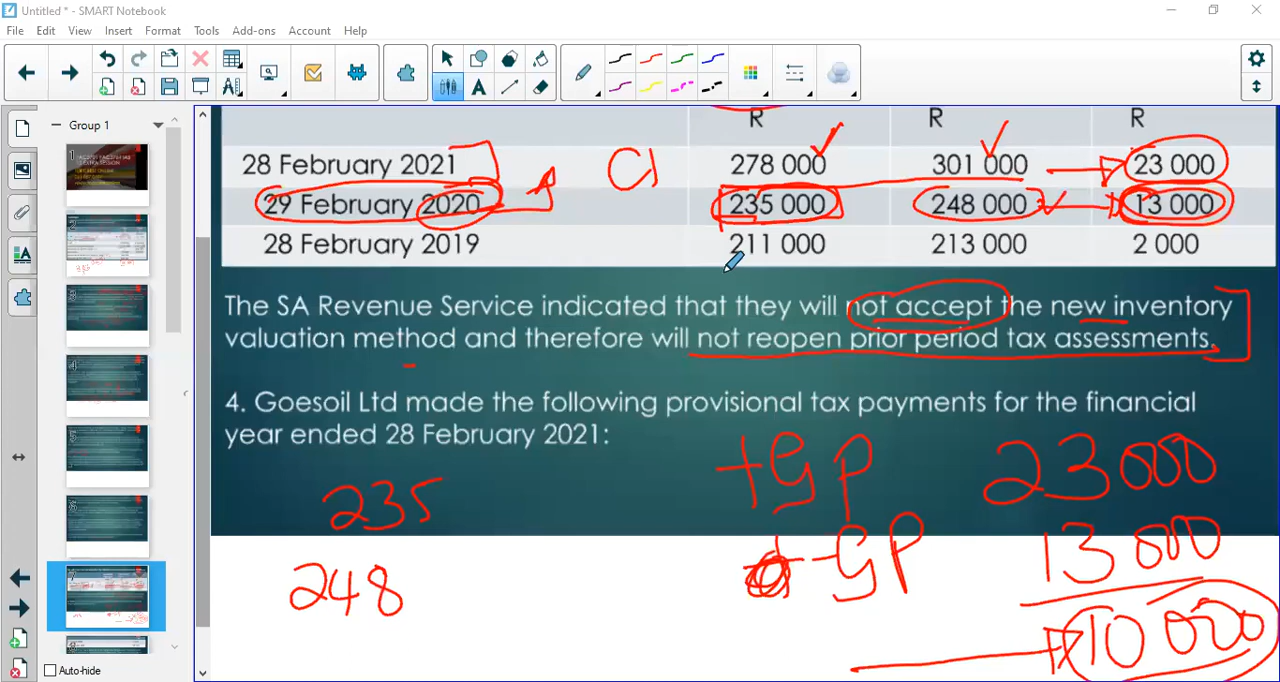 Untitled * - SMART Notebook
File Edit View Insert Format Tools Add-ons Account Help
Group 1
R R R
28 February 2021 278 000 301 000 23 000
29 February 2020 235 000 248 000 13 000
28 February 2019 211 000 213 000 2 000
Cl
The SA Revenue Service indicated that they will not accept the new inventory
valuation method and therefore will not reopen prior period tax assessments.
4. Goesoil Ltd made the following provisional tax payments for the financial
year ended 28 February 2021:
+GP 23 000
235
-GP 13 000
248
10 000
Auto-hide